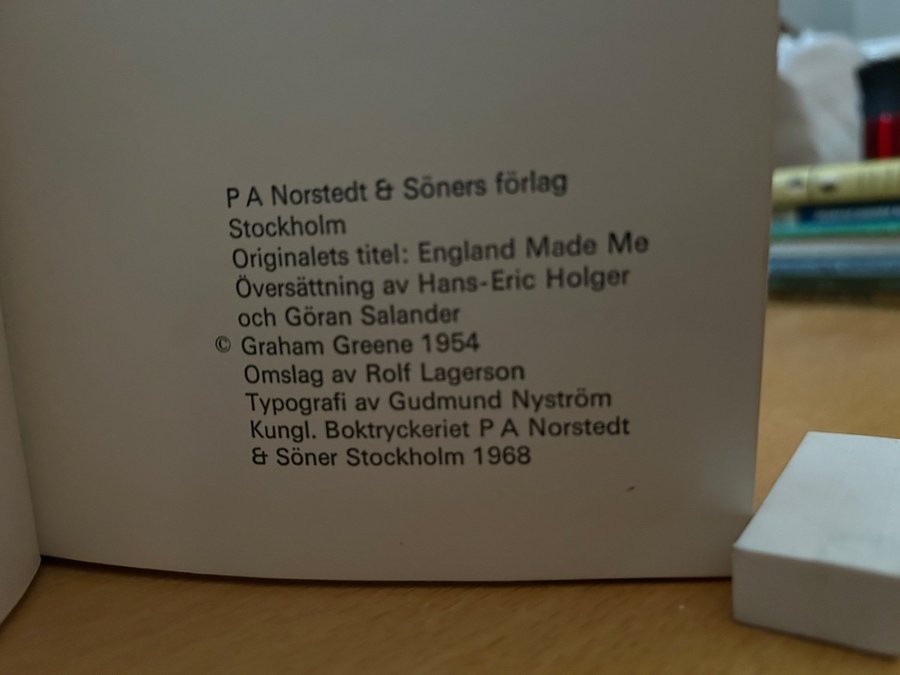 P A Norstedt & Söners förlag
Stockholm
Originalets titel: England Made Me
Översättning av Hans-Eric Holger
och Göran Salander
© Graham Greene 1954
Omslag av Rolf Lagerson
Typografi av Gudmund Nyström
Kungl. Boktryckeriet P A Norstedt
& Söner Stockholm 1968